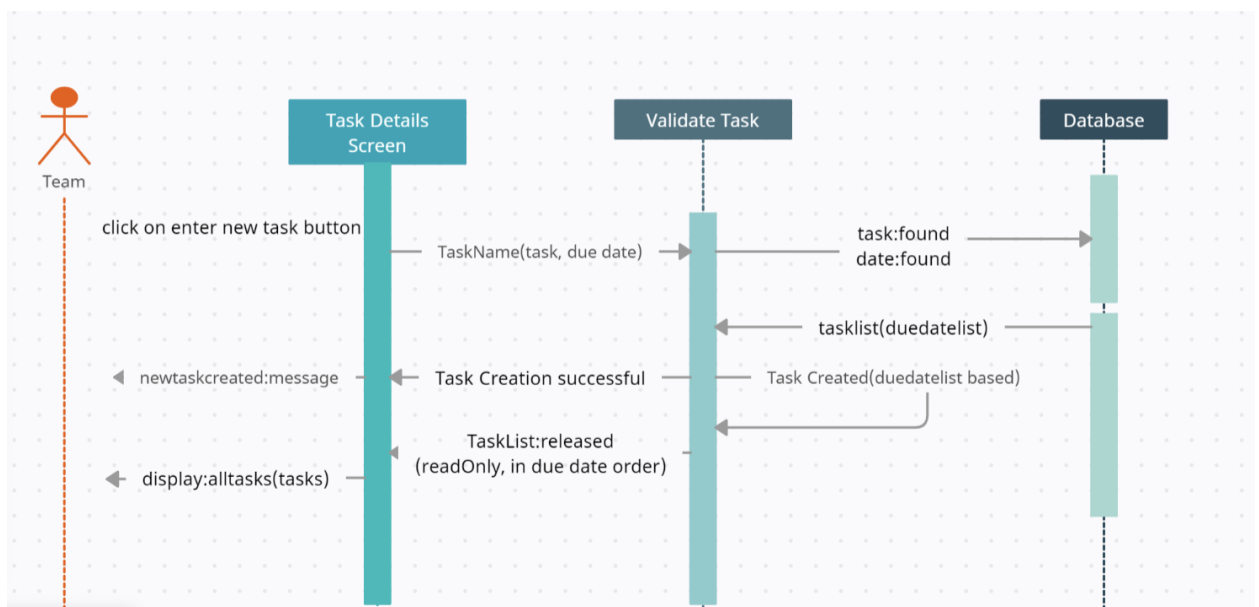 Task Details
Screen
Validate Task
Database
Team
click on enter new task button
TaskName(task, due date)
task:found
date:found
tasklist(duedatelist)
newtaskcreated:message
Task Creation successful
Task Created(duedatelist based)
TaskList:released
(readOnly, in due date order)
display:alltasks(tasks)